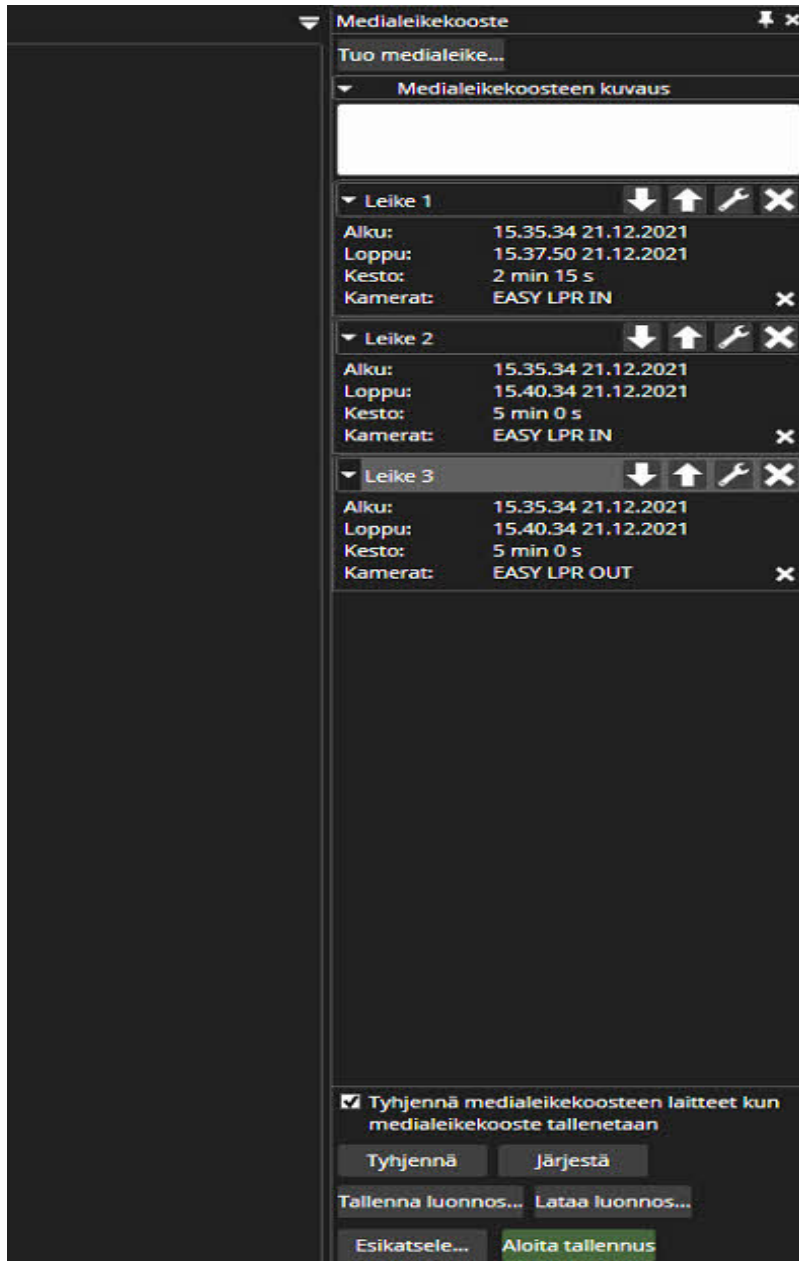 Medialeikekooste
Tuo medialeike...
Medialeikekoosteen kuvaus
Leike 1
Alku: 15.35.34 21.12.2021
Loppu: 15.37.50 21.12.2021
Kesto: 2 min 15 s
Kamerat: EASY LPR IN
Leike 2
Alku: 15.35.34 21.12.2021
Loppu: 15.40.34 21.12.2021
Kesto: 5 min 0 s
Kamerat: EASY LPR IN
Leike 3
Alku: 15.35.34 21.12.2021
Loppu: 15.40.34 21.12.2021
Kesto: 5 min 0 s
Kamerat: EASY LPR OUT
Tyhjennä medialeikekoosteen laitteet kun
medialeikekooste tallenetaan
Tyhjennä Järjestä
Tallenna luonnos... Lataa luonnos...
Esikatsele... Aloita tallennus